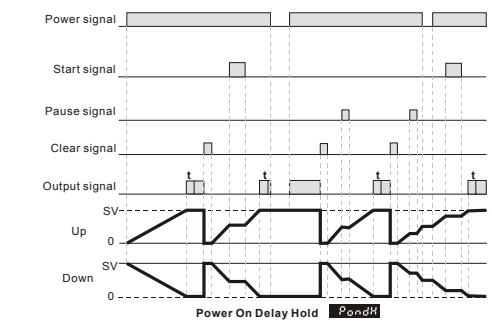 Power signal
Start signal
Pause signal
Clear signal
Output signal
t
t
t
t
SV
Up
0
SV
Down
0
Power On Delay Hold PondH